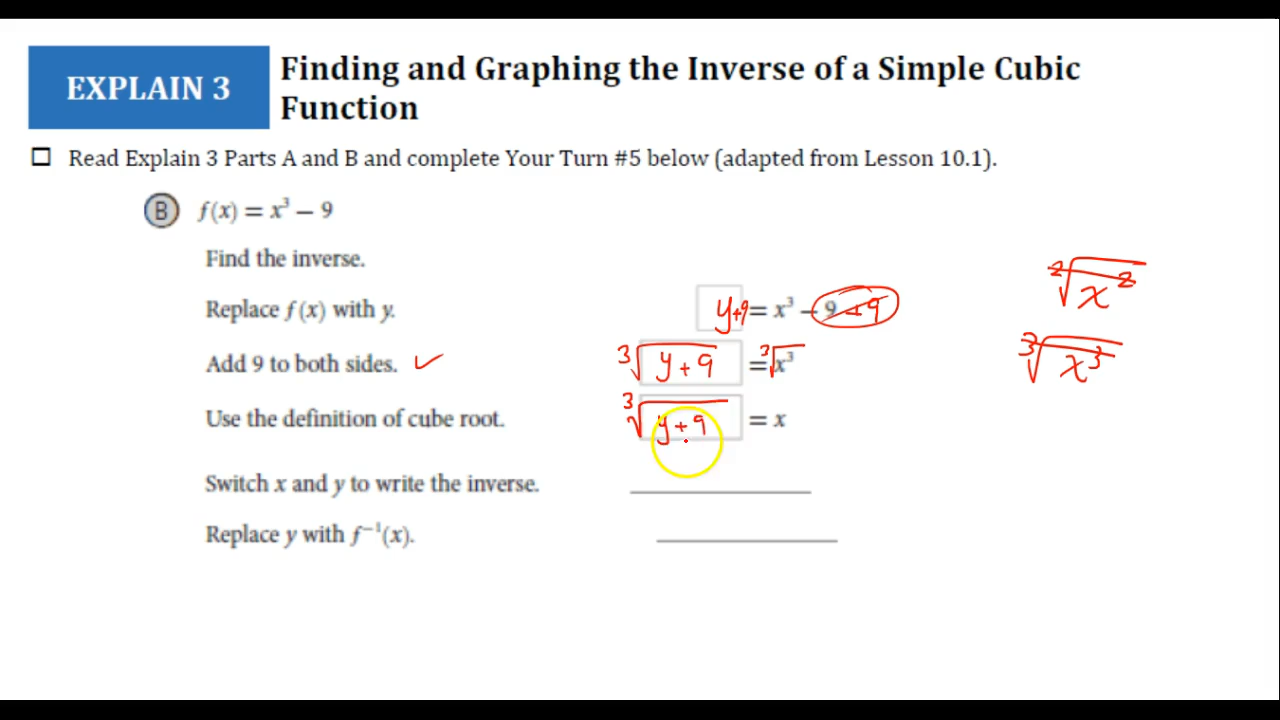 EXPLAIN 3
Finding and Graphing the Inverse of a Simple Cubic
Function
☐ Read Explain 3 Parts A and B and complete Your Turn #5 below (adapted from Lesson 10.1).
Ⓑ f(x) = x³ − 9
Find the inverse.
Replace f(x) with y. y+9 = x³ − 9 +9
Add 9 to both sides. ✓ ∛(y+9) = ∛x³
Use the definition of cube root. ∛(y+9) = x
Switch x and y to write the inverse.
Replace y with f⁻¹(x).
²√x²
³√x³